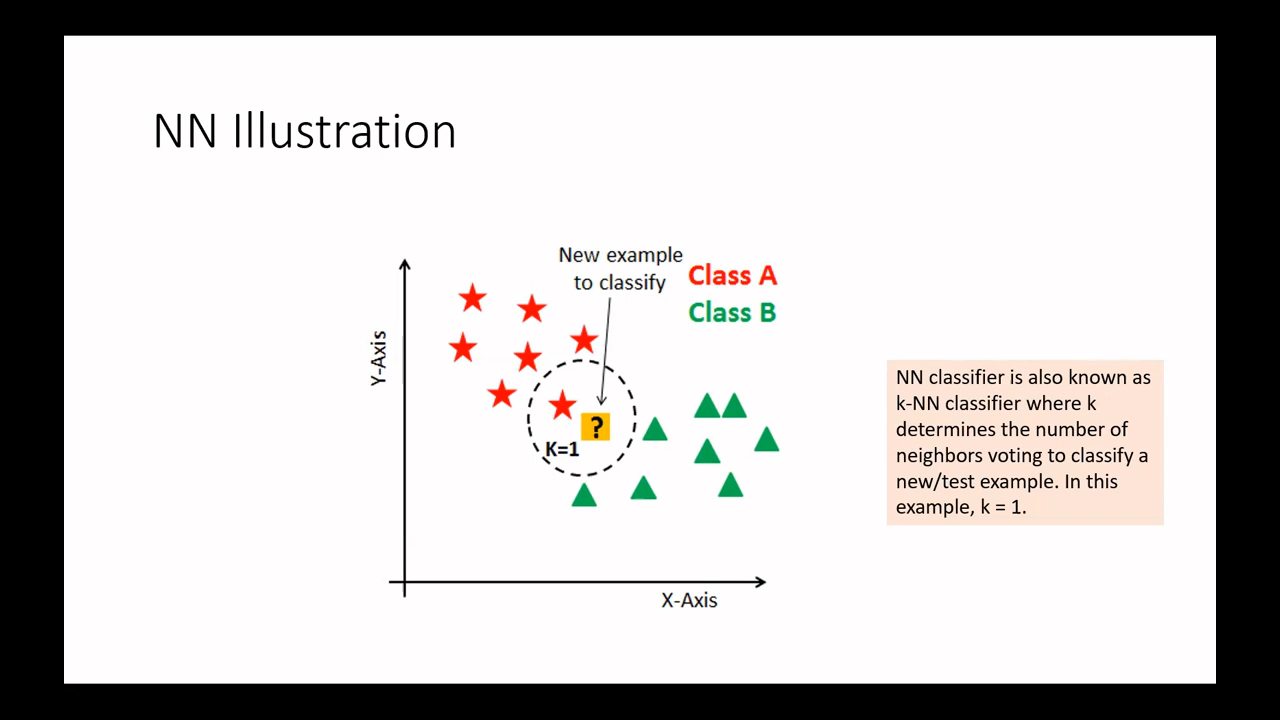 NN Illustration
New example
to classify
Class A
Class B
Y-Axis
?
K=1
X-Axis
NN classifier is also known as
k-NN classifier where k
determines the number of
neighbors voting to classify a
new/test example. In this
example, k = 1.